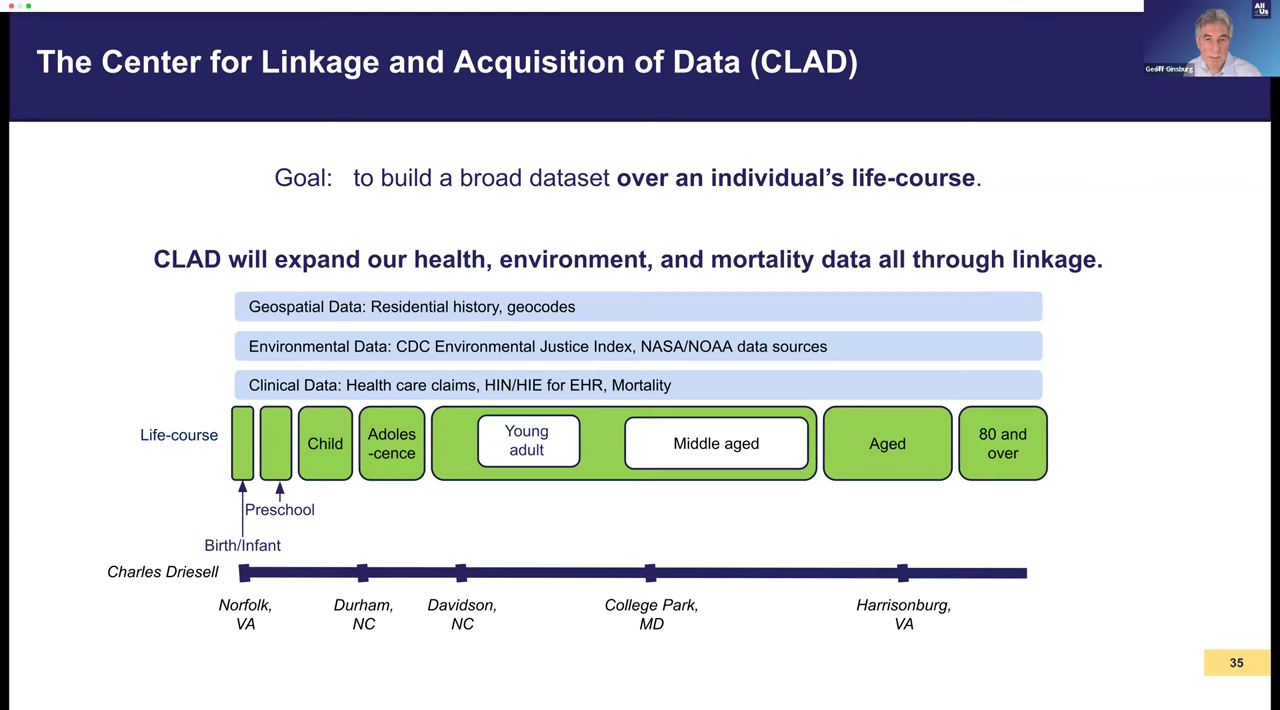 All
of Us
Geoff Ginsburg
The Center for Linkage and Acquisition of Data (CLAD)
Goal: to build a broad dataset over an individual’s life-course.
CLAD will expand our health, environment, and mortality data all through linkage.
Geospatial Data: Residential history, geocodes
Environmental Data: CDC Environmental Justice Index, NASA/NOAA data sources
Clinical Data: Health care claims, HIN/HIE for EHR, Mortality
Life-course
Child
Adoles
-cence
Young
adult
Middle aged
Aged
80 and
over
Preschool
Birth/Infant
Charles Driesell
Norfolk,
VA
Durham,
NC
Davidson,
NC
College Park,
MD
Harrisonburg,
VA
35